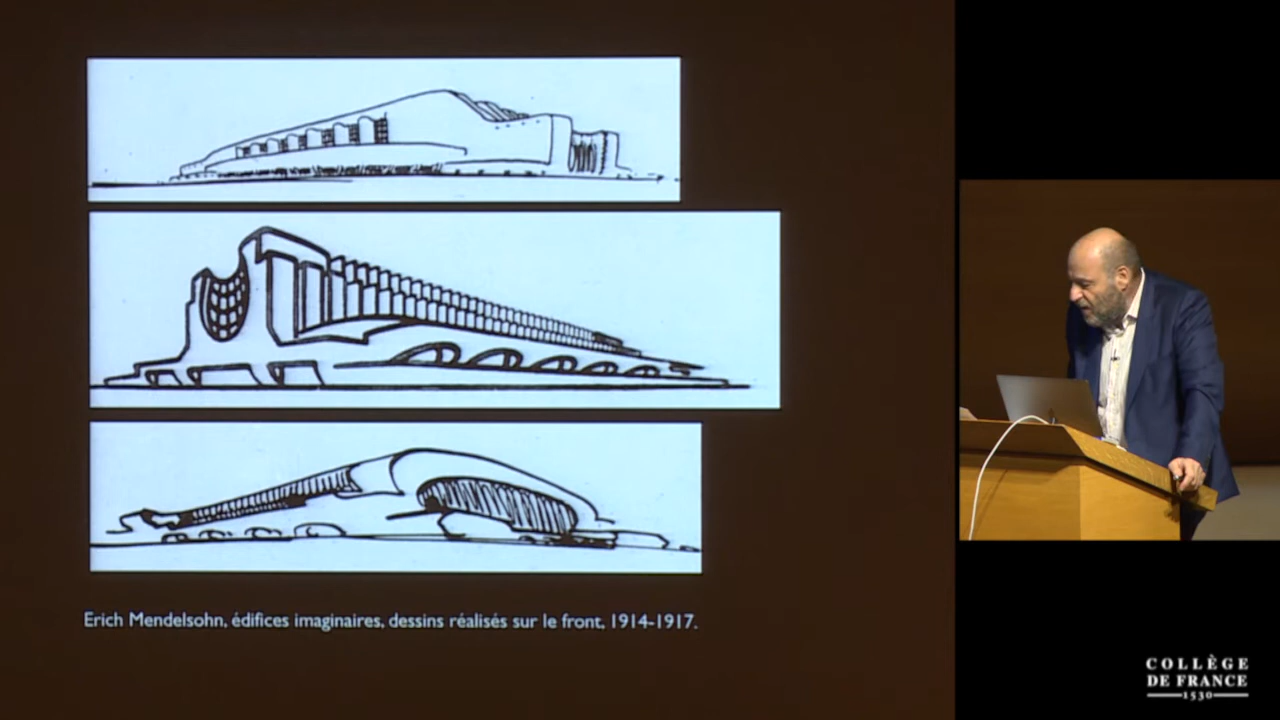 Erich Mendelsohn, édifices imaginaires, dessins réalisés sur le front, 1914-1917.
COLLÈGE
DE FRANCE
1530